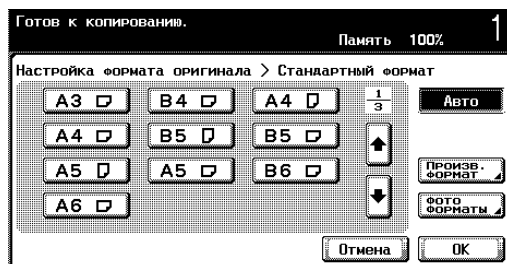 Готов к копированию.
Память 100% 1
Настройка формата оригинала > Стандартный формат
A3 B4 A4 1/3 Авто
A4 B5 B5
A5 A5 B6 ПРОИЗВ. ФОРМАТ
A6 ФОТО ФОРМАТЫ
Отмена OK